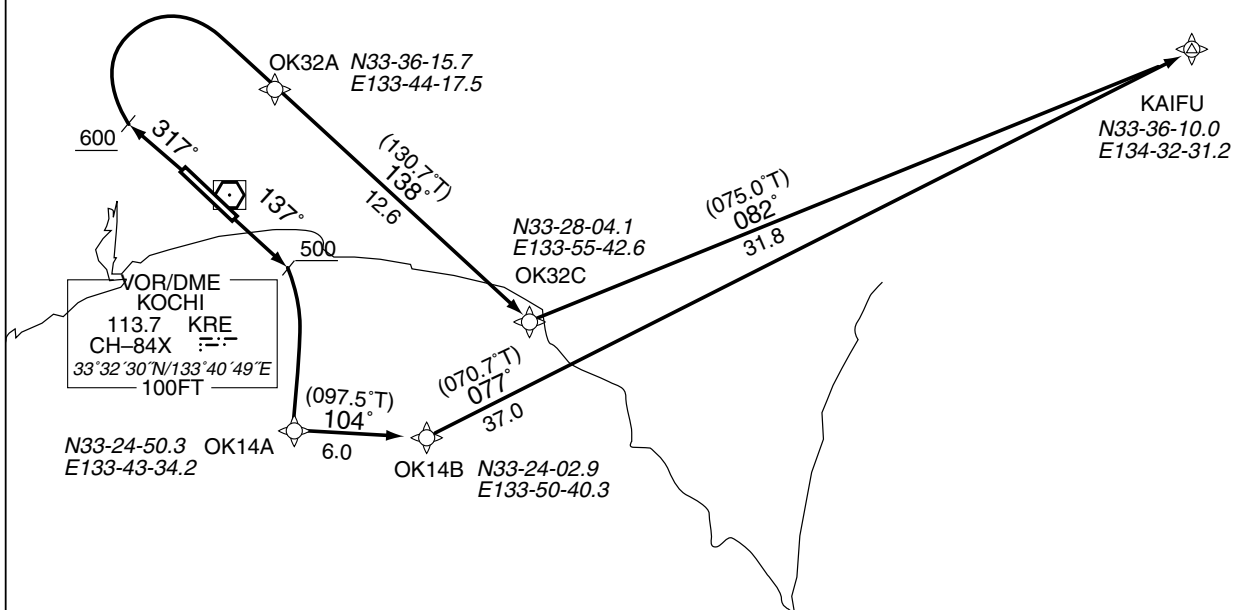 OK32A N33-36-15.7
E133-44-17.5
KAIFU
N33-36-10.0
E134-32-31.2
600
317°
(130.7°T)
138°
12.6
137°
(075.0°T)
082°
31.8
N33-28-04.1
E133-55-42.6
OK32C
500
VOR/DME
KOCHI
113.7 KRE
CH–84X
33°32´30˝N/133°40´49˝E
100FT
(070.7°T)
077°
37.0
(097.5°T)
104°
6.0
N33-24-50.3 OK14A
E133-43-34.2
OK14B N33-24-02.9
E133-50-40.3